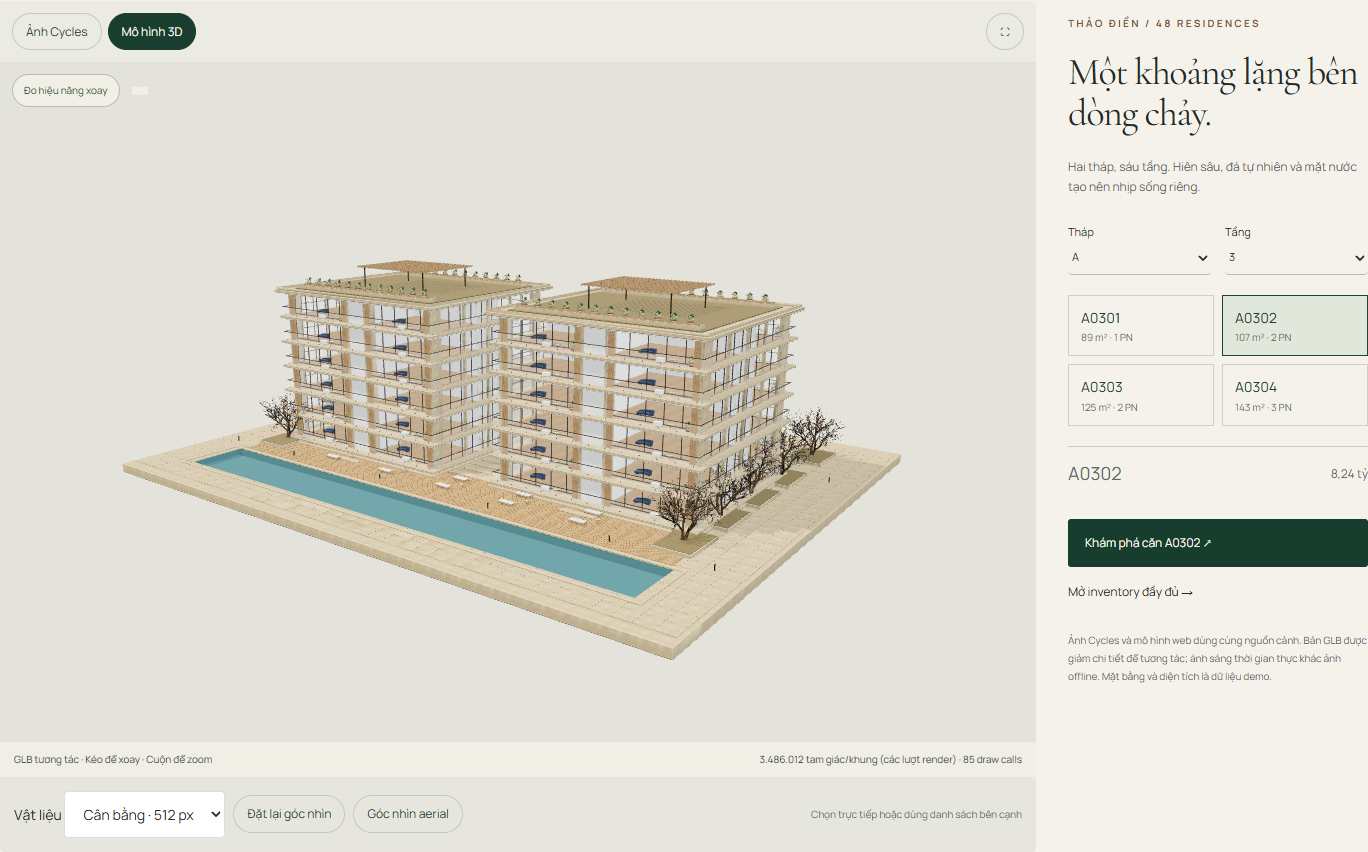 Ảnh Cycles
Mô hình 3D
Đo hiệu năng xoay
GLB tương tác · Kéo để xoay · Cuộn để zoom
3.486.012 tam giác/khung (các lượt render) · 85 draw calls
Vật liệu
Cân bằng · 512 px
Đặt lại góc nhìn
Góc nhìn aerial
Chọn trực tiếp hoặc dùng danh sách bên cạnh
THẢO ĐIỀN / 48 RESIDENCES
Một khoảng lặng bên
dòng chảy.
Hai tháp, sáu tầng. Hiên sâu, đá tự nhiên và mặt nước
tạo nên nhịp sống riêng.
Tháp
Tầng
A
3
A0301
89 m² · 1 PN
A0302
107 m² · 2 PN
A0303
125 m² · 2 PN
A0304
143 m² · 3 PN
A0302
8,24 tỷ
Khám phá căn A0302 ↗
Mở inventory đầy đủ →
Ảnh Cycles và mô hình web dùng cùng nguồn cảnh. Bản GLB được
giảm chi tiết để tương tác; ánh sáng thời gian thực khác ảnh
offline. Mặt bằng và diện tích là dữ liệu demo.